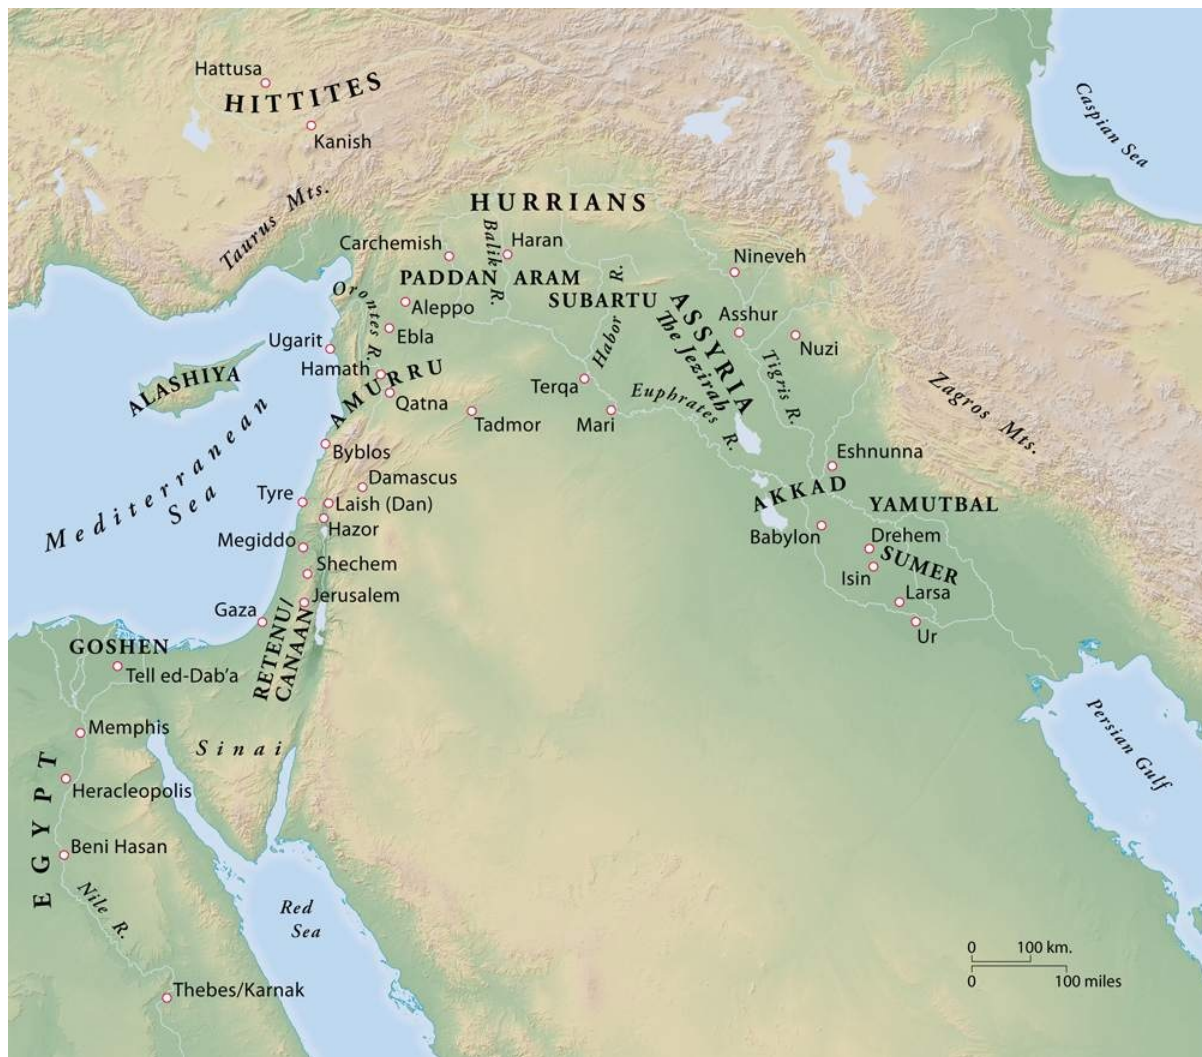 Hattusa
HITTITES
Kanish
Caspian Sea
Taurus Mts.
HURRIANS
Carchemish
Balik R.
Haran
Nineveh
PADDAN ARAM
Orontes R.
Aleppo
SUBARTU
Habor R.
ASSYRIA
The Jezirah
Asshur
Ebla
Nuzi
Ugarit
Tigris R.
Hamath
ALASHIYA
AMURRU
Terqa
Euphrates R.
Zagros Mts.
Qatna
Tadmor
Mari
Mediterranean
Sea
Byblos
Eshnunna
Damascus
AKKAD
Tyre
Laish (Dan)
YAMUTBAL
Hazor
Babylon
Drehem
Megiddo
SUMER
Shechem
Isin
Jerusalem
Larsa
Gaza
Ur
GOSHEN
RETENU/
CANAAN
Tell ed-Dab'a
Memphis
Sinai
Persian Gulf
EGYPT
Heracleopolis
Beni Hasan
Nile R.
Red
Sea
0 100 km.
0 100 miles
Thebes/Karnak